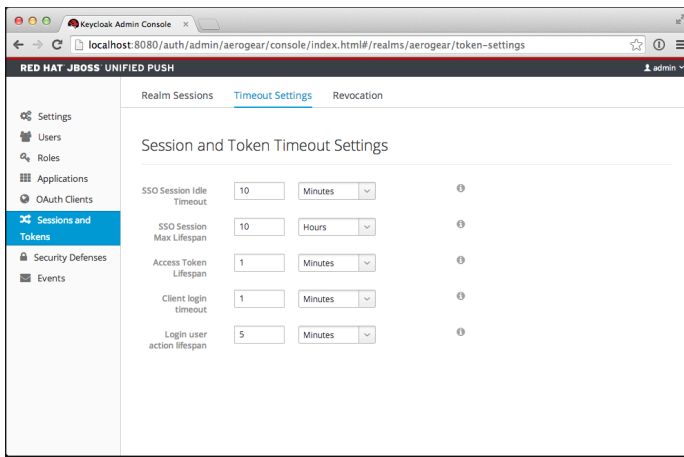 Keycloak Admin Console
localhost:8080/auth/admin/aerogear/console/index.html#/realms/aerogear/token-settings
RED HAT JBOSS UNIFIED PUSH
admin
Realm Sessions Timeout Settings Revocation
Settings
Users
Roles
Applications
OAuth Clients
Sessions and
Tokens
Security Defenses
Events
Session and Token Timeout Settings
SSO Session Idle
Timeout
10 Minutes
SSO Session
Max Lifespan
10 Hours
Access Token
Lifespan
1 Minutes
Client login
timeout
1 Minutes
Login user
action lifespan
5 Minutes